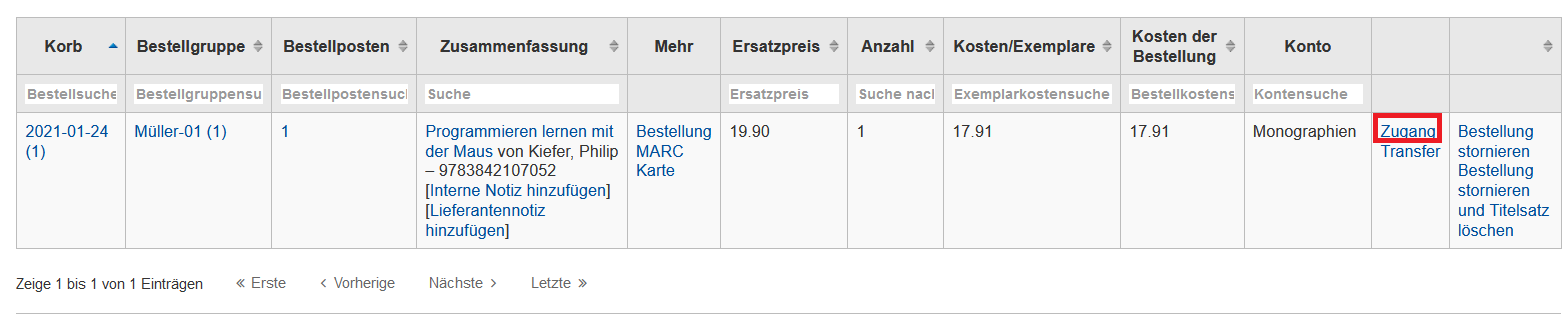 Korb Bestellgruppe Bestellposten Zusammenfassung Mehr Ersatzpreis Anzahl Kosten/Exemplare Kosten der Bestellung Konto
Bestellsuche Bestellgruppensu Bestellpostensuc Suche Ersatzpreis Suche nach Exemplarkostensuche Bestellkostens Kontensuche
2021-01-24 (1)
Müller-01 (1)
1
Programmieren lernen mit
der Maus von Kiefer, Philip
– 9783842107052
[Interne Notiz hinzufügen]
[Lieferantennotiz
hinzufügen]
Bestellung
MARC
Karte
19.90
1
17.91
17.91
Monographien
Zugang
Transfer
Bestellung
stornieren
Bestellung
stornieren
und Titelsatz
löschen
Zeige 1 bis 1 von 1 Einträgen « Erste ‹ Vorherige Nächste › Letzte »